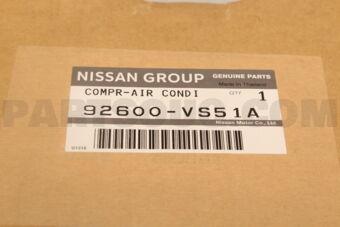 NISSAN GROUP GENUINE PARTS
Made in Thailand
COMPR-AIR CONDI QTY 1
92600-VS51A
Nissan Motor Co., Ltd.